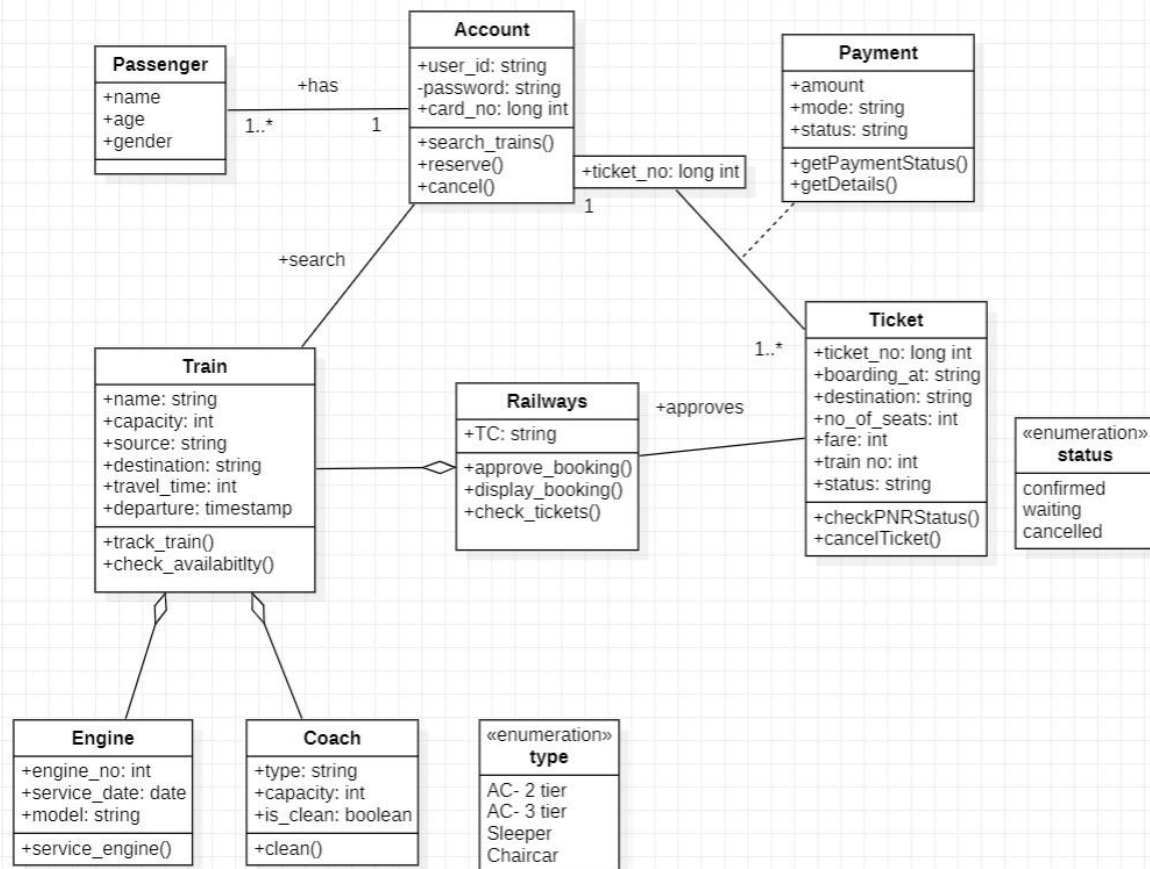 Passenger
+name
+age
+gender
+has
1..*
1
Account
+user_id: string
-password: string
+card_no: long int
+search_trains()
+reserve()
+cancel()
+ticket_no: long int
1
Payment
+amount
+mode: string
+status: string
+getPaymentStatus()
+getDetails()
+search
1..*
Train
+name: string
+capacity: int
+source: string
+destination: string
+travel_time: int
+departure: timestamp
+track_train()
+check_availabitlty()
Railways
+TC: string
+approve_booking()
+display_booking()
+check_tickets()
+approves
Ticket
+ticket_no: long int
+boarding_at: string
+destination: string
+no_of_seats: int
+fare: int
+train no: int
+status: string
+checkPNRStatus()
+cancelTicket()
«enumeration»
status
confirmed
waiting
cancelled
Engine
+engine_no: int
+service_date: date
+model: string
+service_engine()
Coach
+type: string
+capacity: int
+is_clean: boolean
+clean()
«enumeration»
type
AC- 2 tier
AC- 3 tier
Sleeper
Chaircar